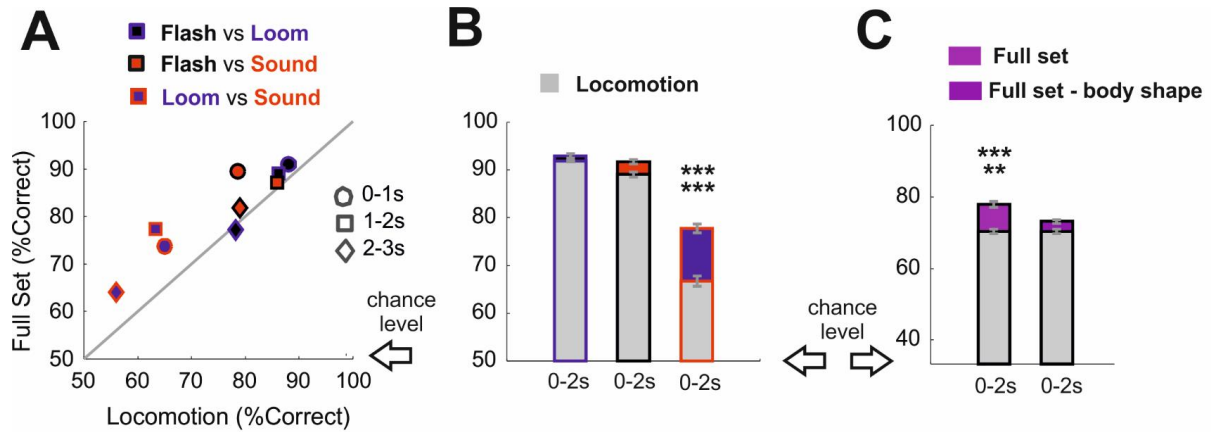 A
Flash vs Loom
Flash vs Sound
Loom vs Sound
100
90
80
70
60
50
Full Set (%Correct)
50 60 70 80 90 100
Locomotion (%Correct)
0-1s
1-2s
2-3s
chance
level
B
Locomotion
100
90
80
70
60
50
***
***
0-2s 0-2s 0-2s
chance
level
C
Full set
Full set - body shape
100
80
60
40
***
**
0-2s 0-2s